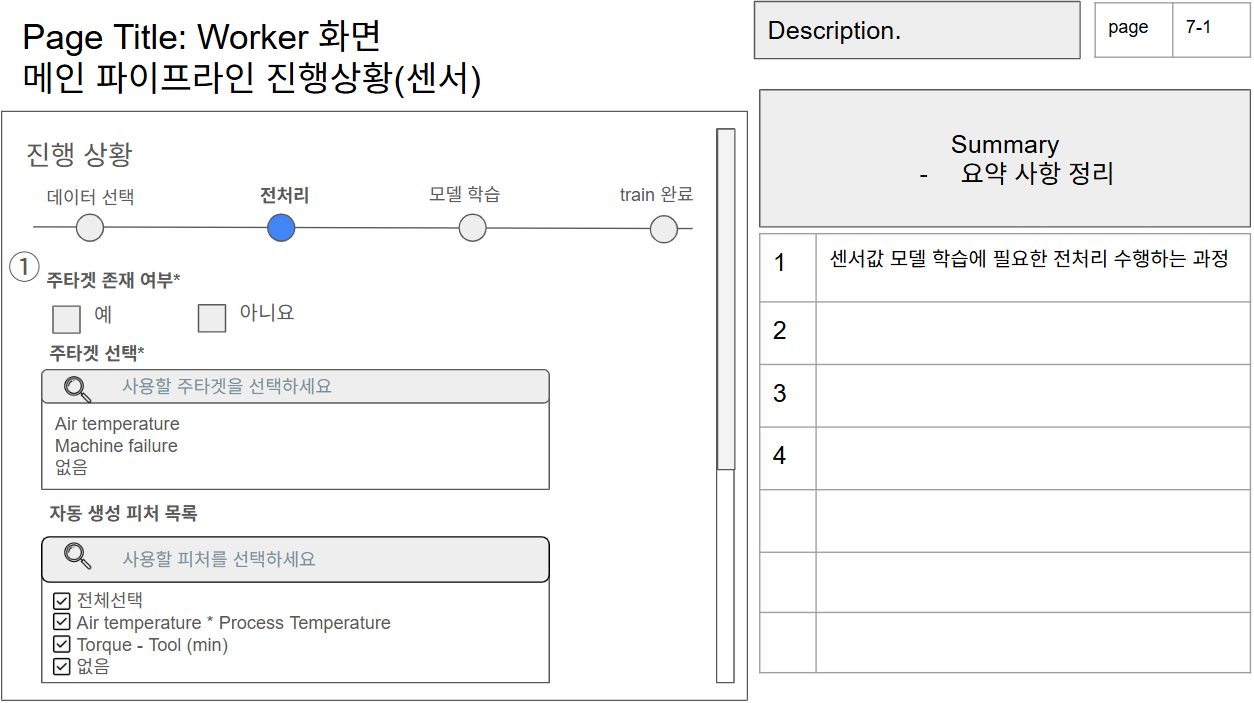 Page Title: Worker 화면
메인 파이프라인 진행상황(센서)
Description.
page
7-1
진행 상황
데이터 선택
전처리
모델 학습
train 완료
①
주타겟 존재 여부*
예
아니요
주타겟 선택*
사용할 주타겟을 선택하세요
Air temperature
Machine failure
없음
자동 생성 피처 목록
사용할 피처를 선택하세요
전체선택
Air temperature * Process Temperature
Torque - Tool (min)
없음
Summary
- 요약 사항 정리
1
센서값 모델 학습에 필요한 전처리 수행하는 과정
2
3
4